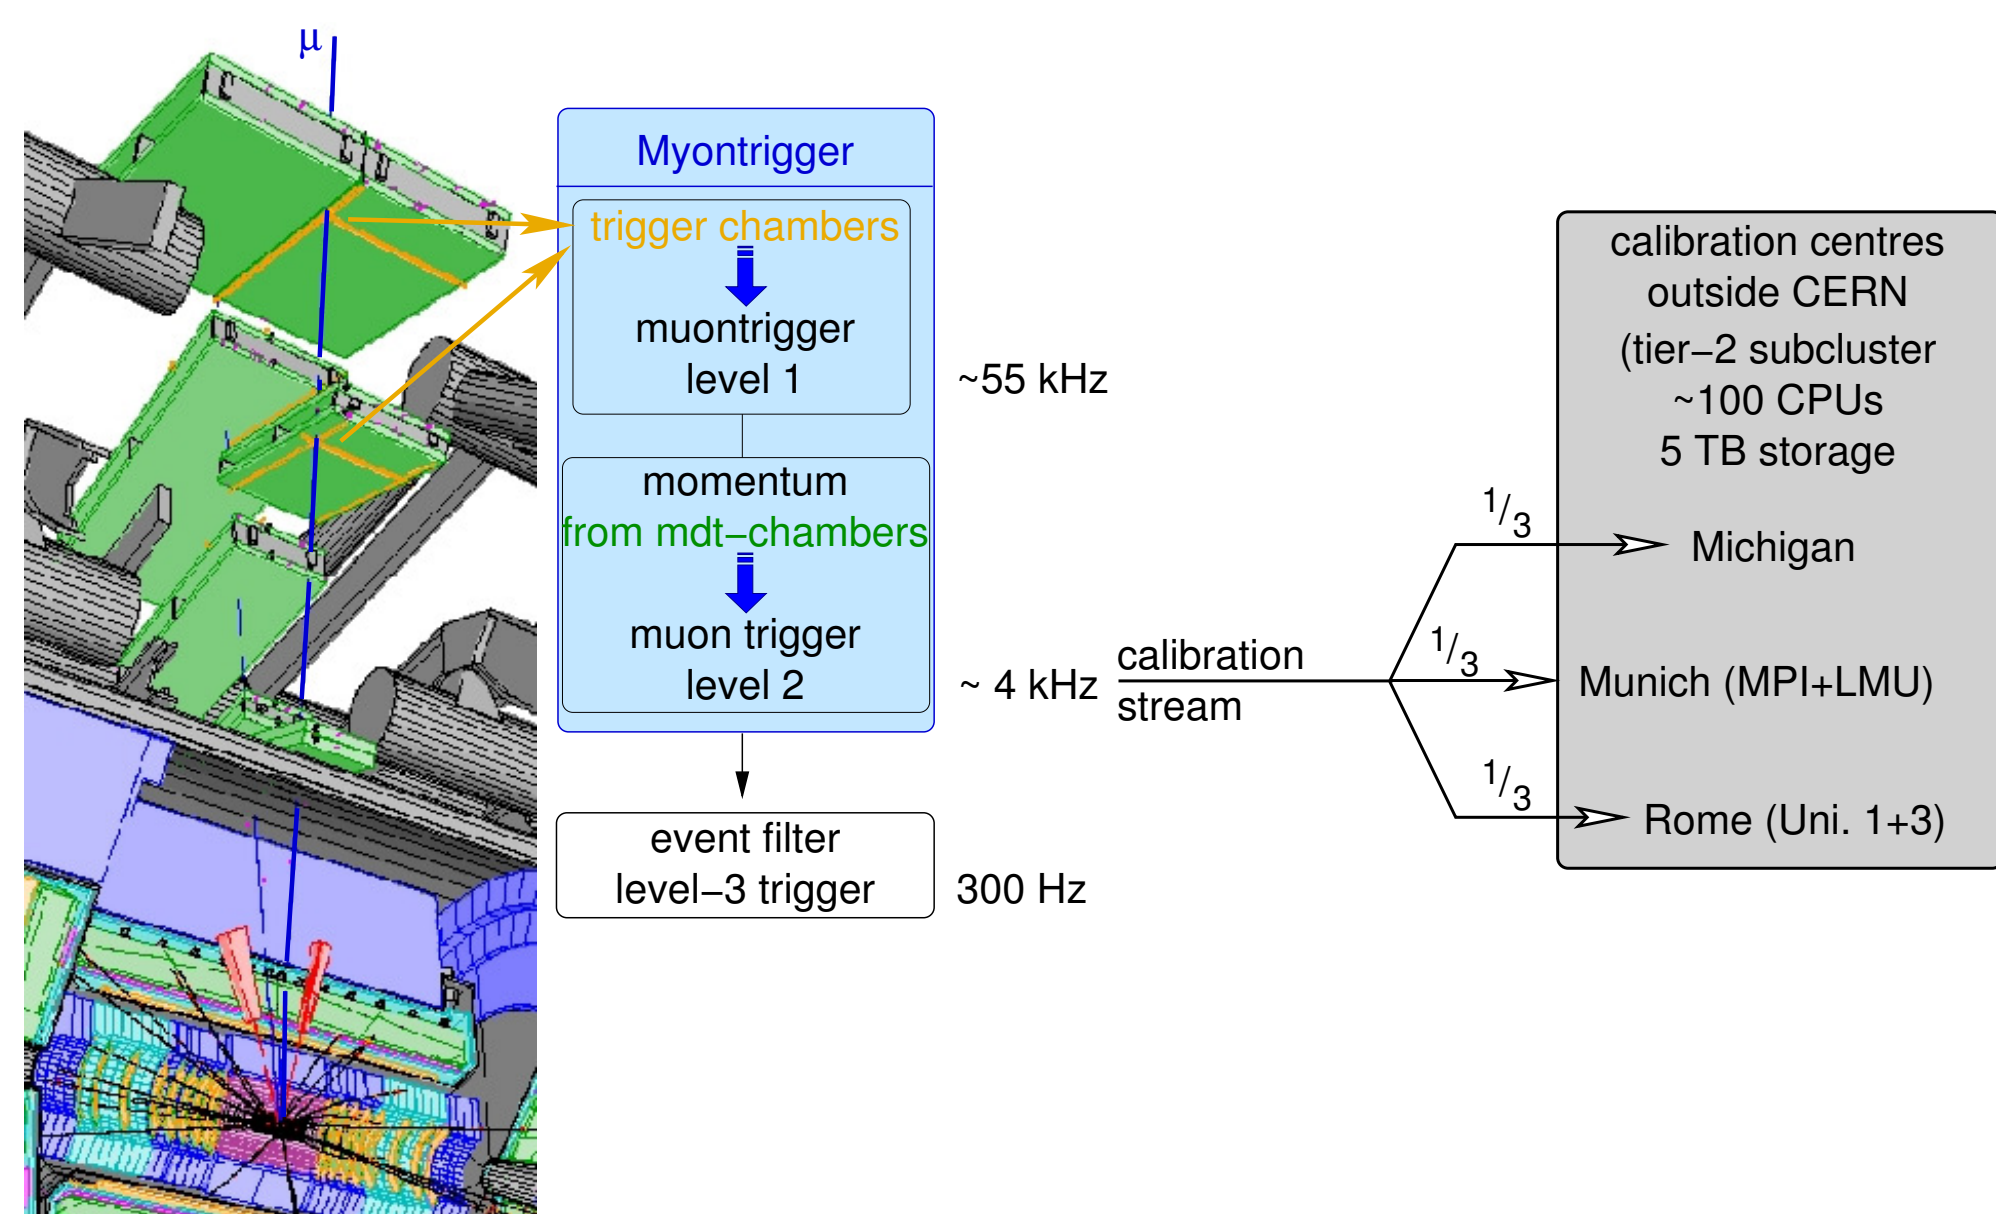 μ
Myontrigger
trigger chambers
muontrigger
level 1
~55 kHz
momentum
from mdt−chambers
muon trigger
level 2
~ 4 kHz
event filter
level−3 trigger
300 Hz
calibration
stream
1/3
1/3
1/3
calibration centres
outside CERN
(tier−2 subcluster
~100 CPUs
5 TB storage
Michigan
Munich (MPI+LMU)
Rome (Uni. 1+3)